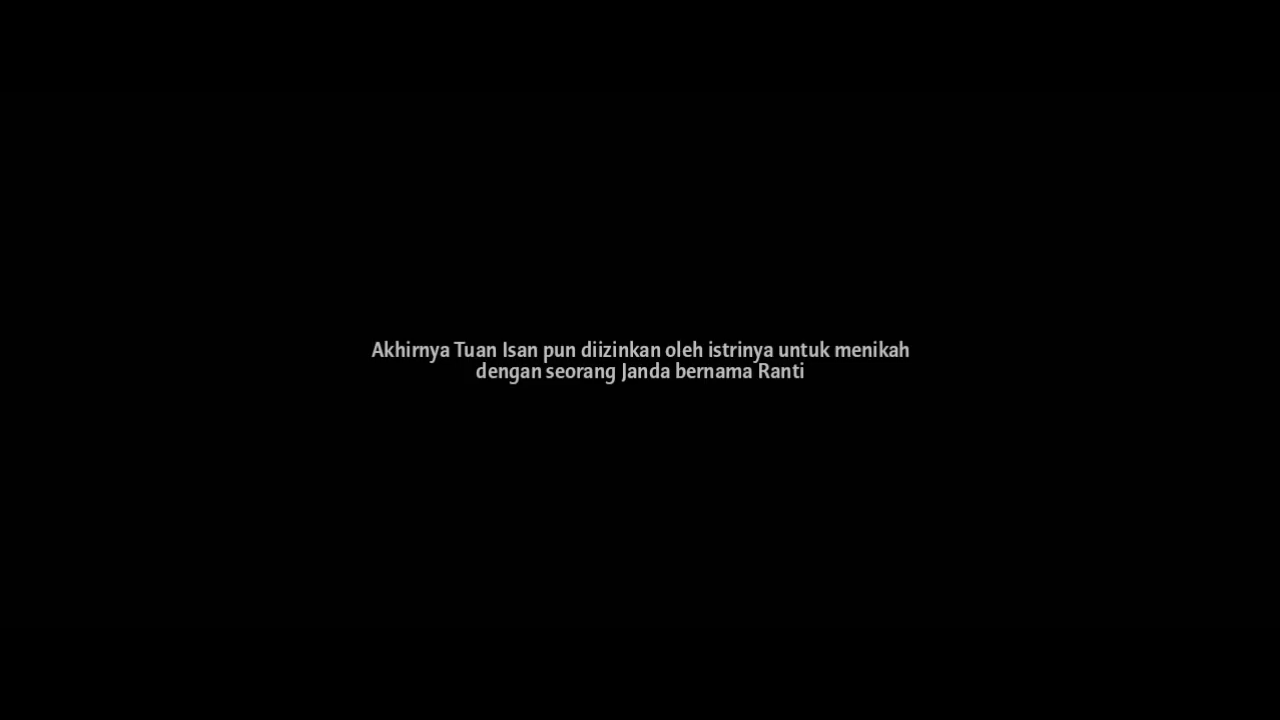 Akhirnya Tuan Isan pun diizinkan oleh istrinya untuk menikah
dengan seorang Janda bernama Ranti